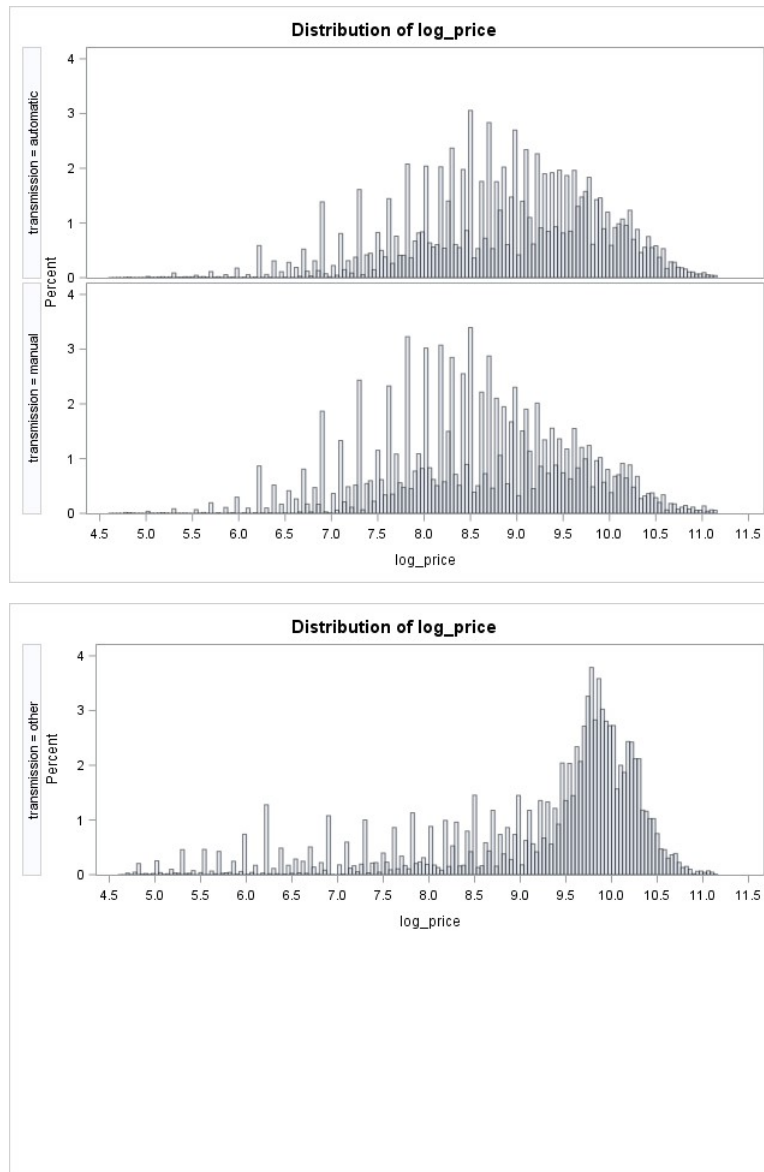 Distribution of log_price
transmission = automatic
4
3
2
1
0
Percent
transmission = manual
4
3
2
1
0
4.5 5.0 5.5 6.0 6.5 7.0 7.5 8.0 8.5 9.0 9.5 10.0 10.5 11.0 11.5
log_price
Distribution of log_price
transmission = other
Percent
4
3
2
1
0
4.5 5.0 5.5 6.0 6.5 7.0 7.5 8.0 8.5 9.0 9.5 10.0 10.5 11.0 11.5
log_price